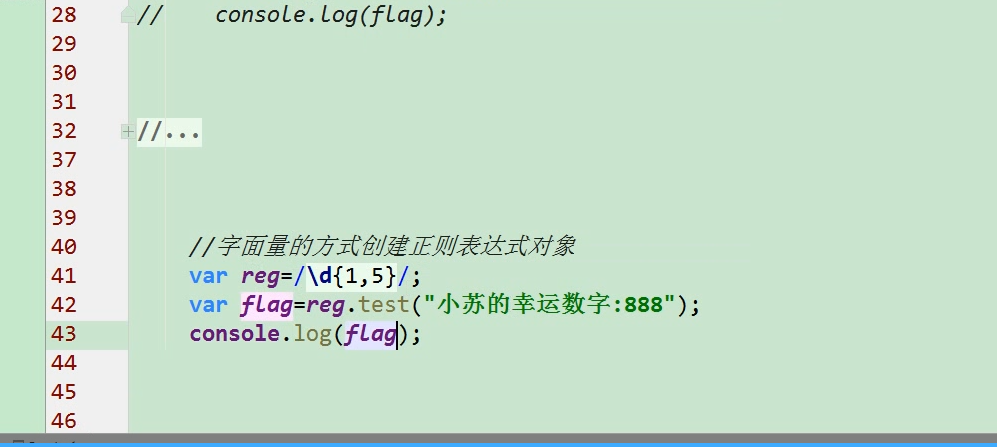 28 //    console.log(flag);
29
30
31
32 //...
37
38
39
40 //字面量的方式创建正则表达式对象
41 var reg=/\d{1,5}/;
42 var flag=reg.test("小苏的幸运数字:888");
43 console.log(flag);
44
45
46